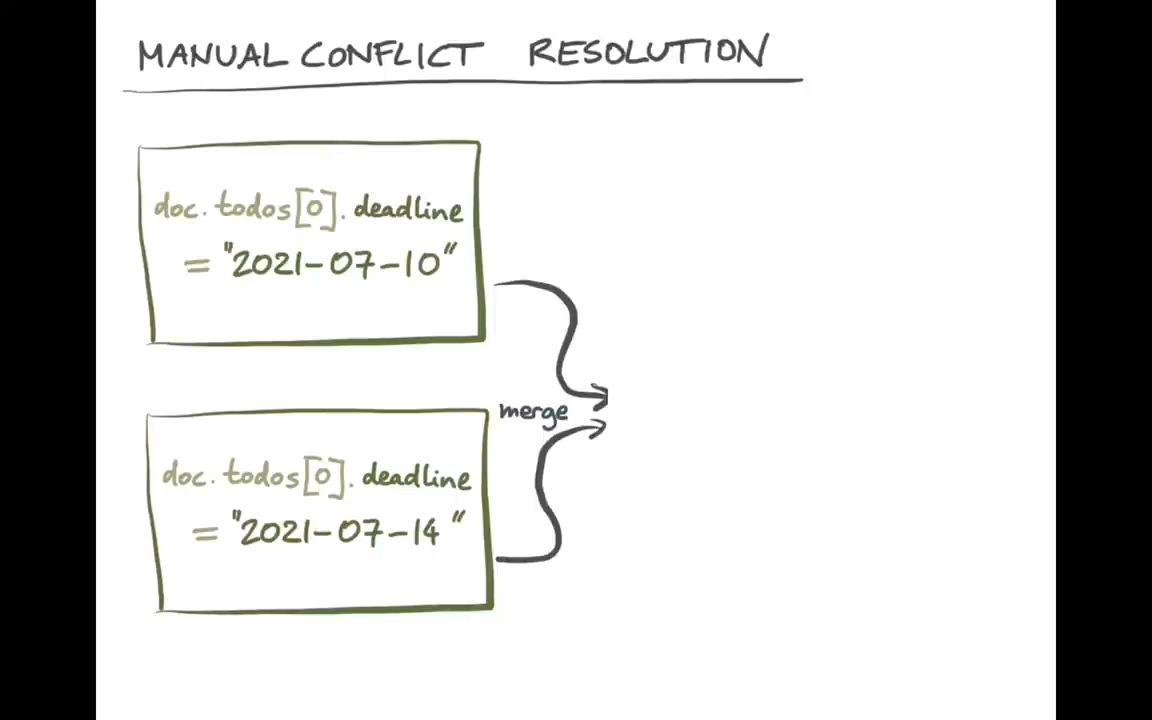 MANUAL CONFLICT RESOLUTION
doc.todos[0].deadline
= "2021-07-10"
merge
doc.todos[0].deadline
= "2021-07-14"